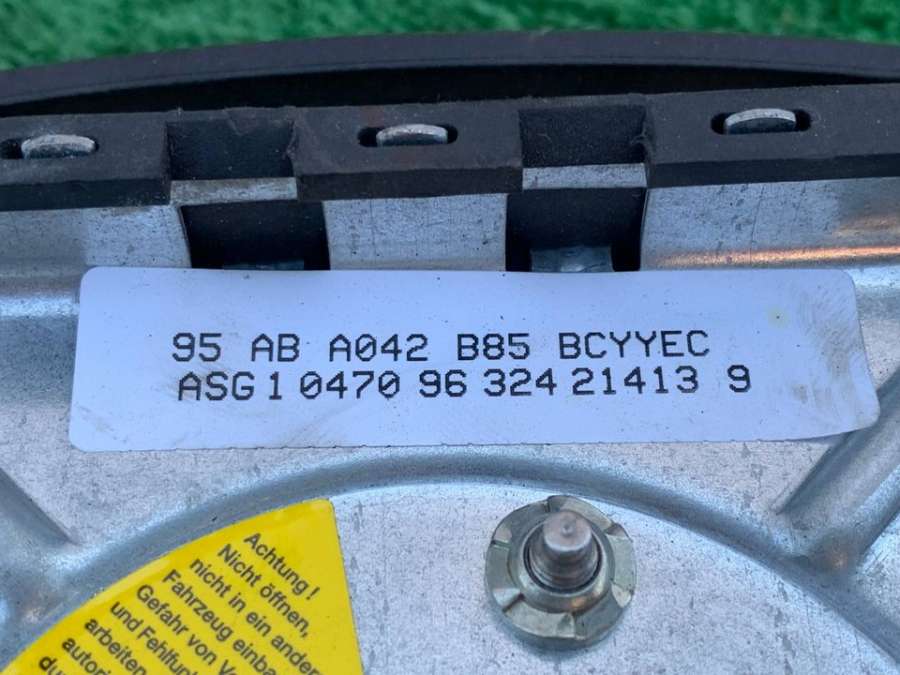 95 AB A042 B85 BCYYEC
ASG 1 0470 96 324 21413 9
Achtung!
Nicht öffnen,
nicht in ein ander
Fahrzeug einba
Gefahr von
und Fehlfun
arbeiten
autori